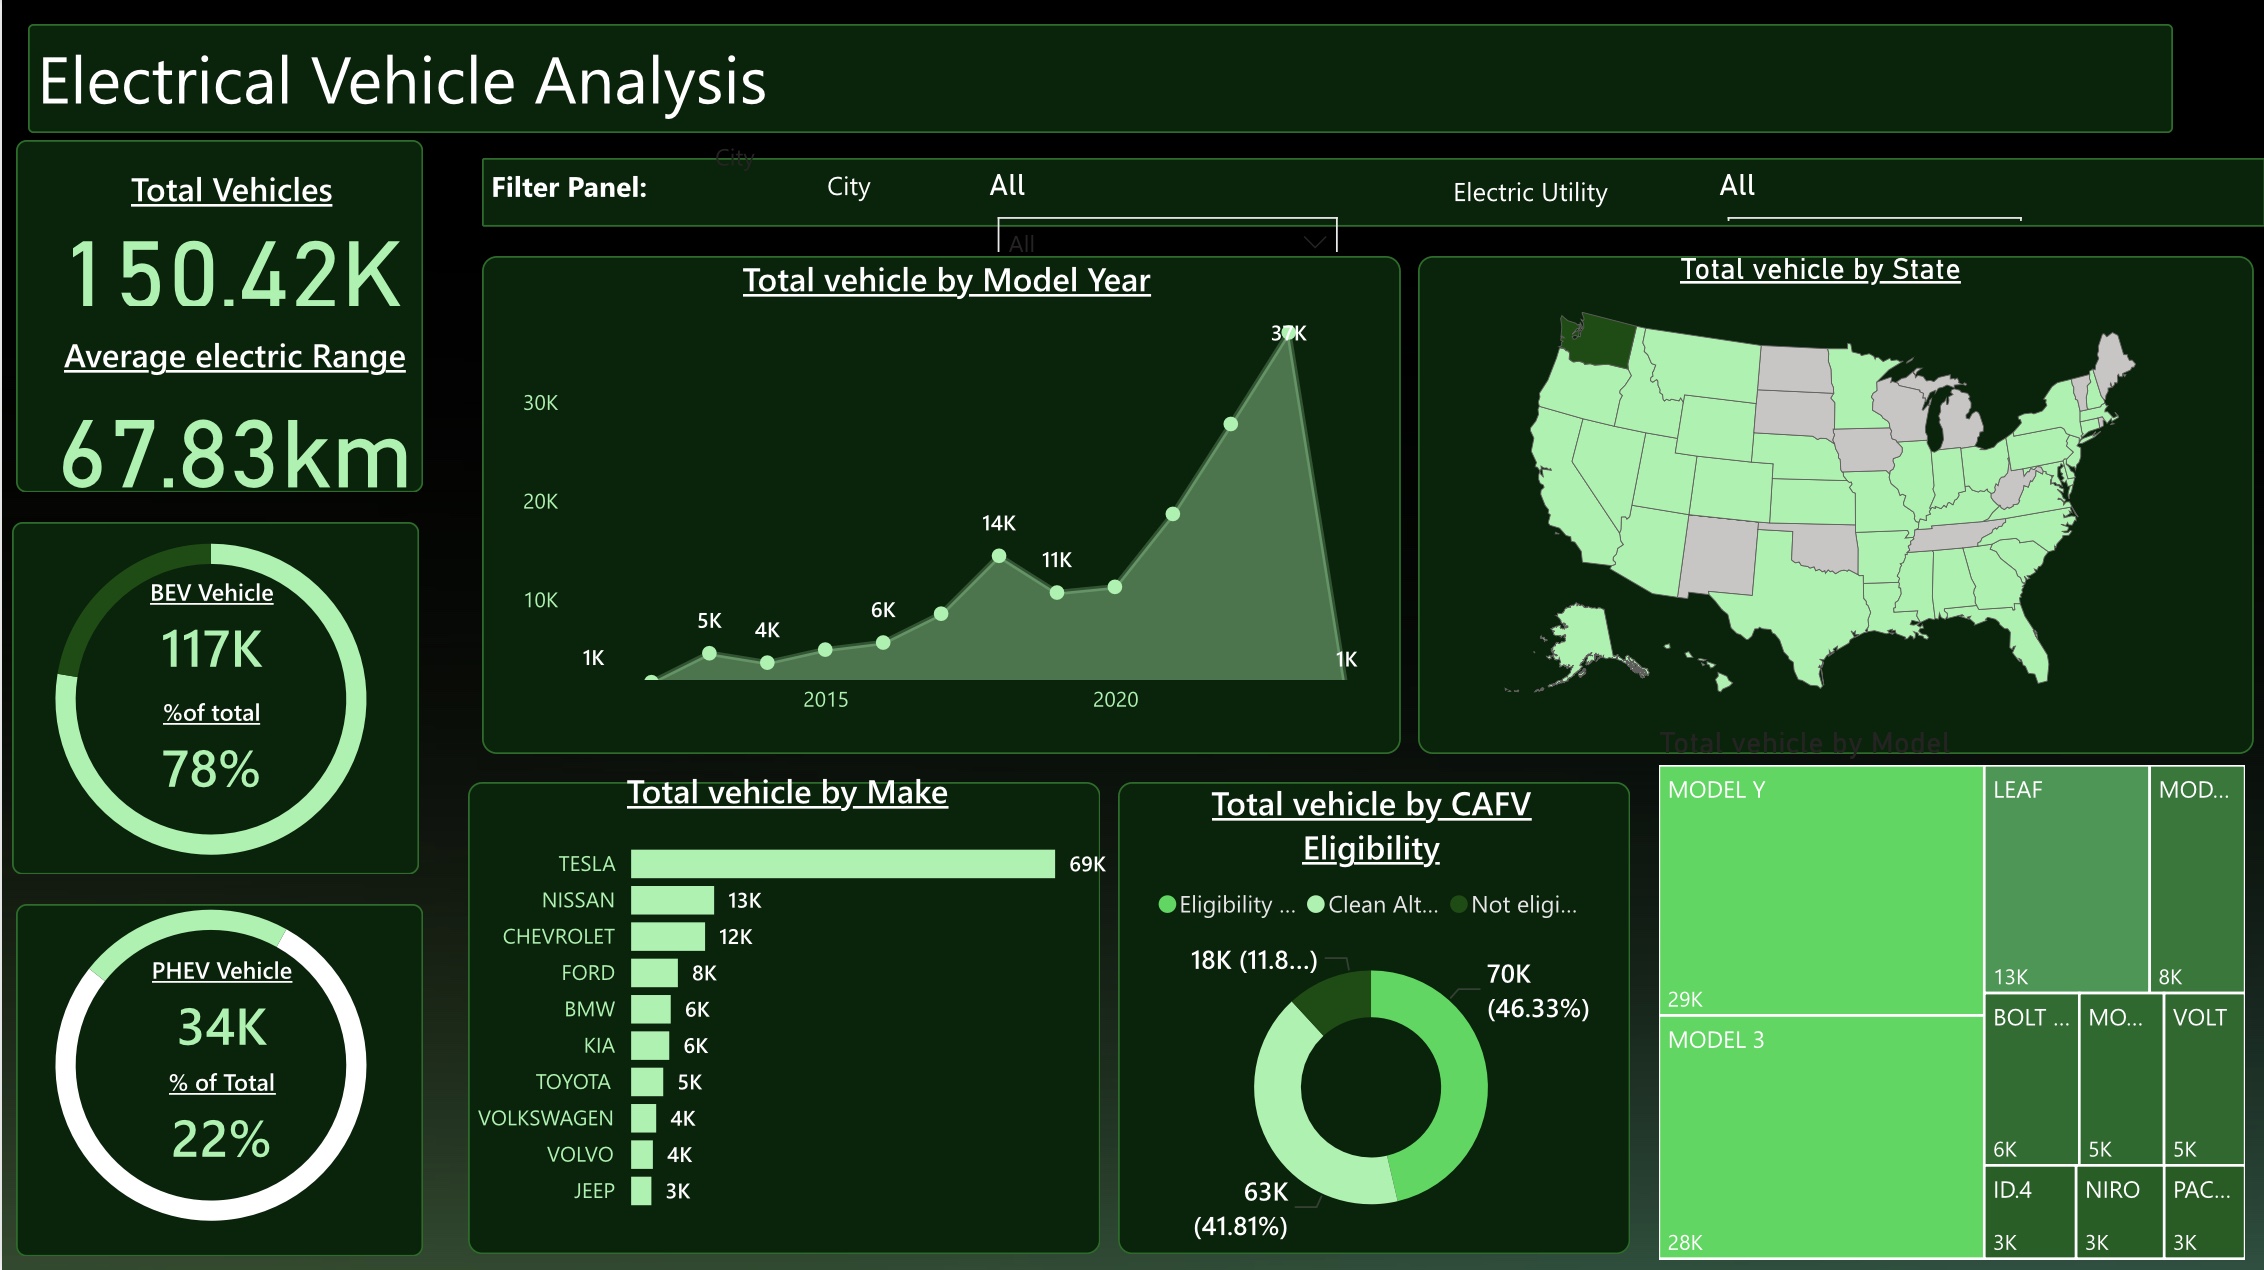 Electrical Vehicle Analysis
Total Vehicles
150.42K
Average electric Range
67.83km
City
Filter Panel:
City
All
All
Electric Utility
All
BEV Vehicle
117K
%of total
78%
PHEV Vehicle
34K
% of Total
22%
Total vehicle by Model Year
30K
20K
10K
1K
5K
4K
6K
14K
11K
37K
1K
2015
2020
Total vehicle by State
Total vehicle by Make
TESLA 69K
NISSAN 13K
CHEVROLET 12K
FORD 8K
BMW 6K
KIA 6K
TOYOTA 5K
VOLKSWAGEN 4K
VOLVO 4K
JEEP 3K
Total vehicle by CAFV
Eligibility
Eligibility ... Clean Alt... Not eligi...
18K (11.8...)
70K
(46.33%)
63K
(41.81%)
Total vehicle by Model
MODEL Y
29K
MODEL 3
28K
LEAF
13K
MOD...
8K
BOLT ...
6K
MO...
5K
VOLT
5K
ID.4
3K
NIRO
3K
PAC...
3K